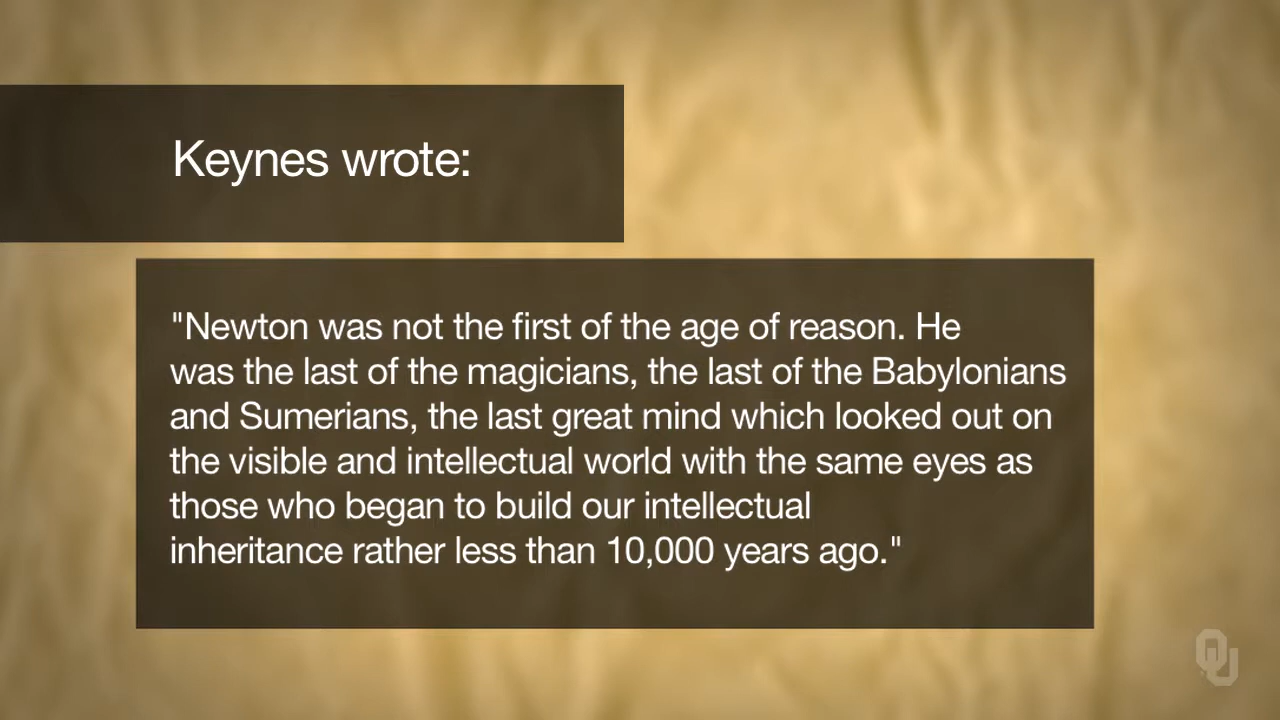 Keynes wrote:
"Newton was not the first of the age of reason. He
was the last of the magicians, the last of the Babylonians
and Sumerians, the last great mind which looked out on
the visible and intellectual world with the same eyes as
those who began to build our intellectual
inheritance rather less than 10,000 years ago."
OU